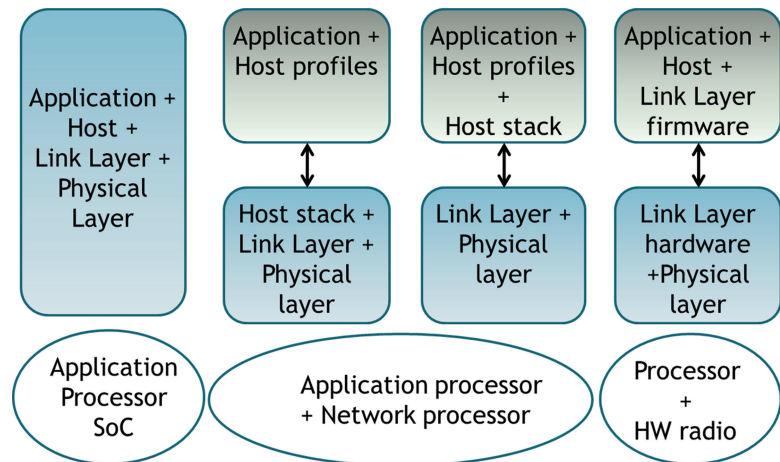 Application +
Host +
Link Layer +
Physical
Layer
Application +
Host profiles
Host stack +
Link Layer +
Physical
layer
Application +
Host profiles
+
Host stack
Link Layer +
Physical
layer
Application +
Host +
Link Layer
firmware
Link Layer
hardware
+Physical
layer
Application
Processor
SoC
Application processor
+ Network processor
Processor
+
HW radio